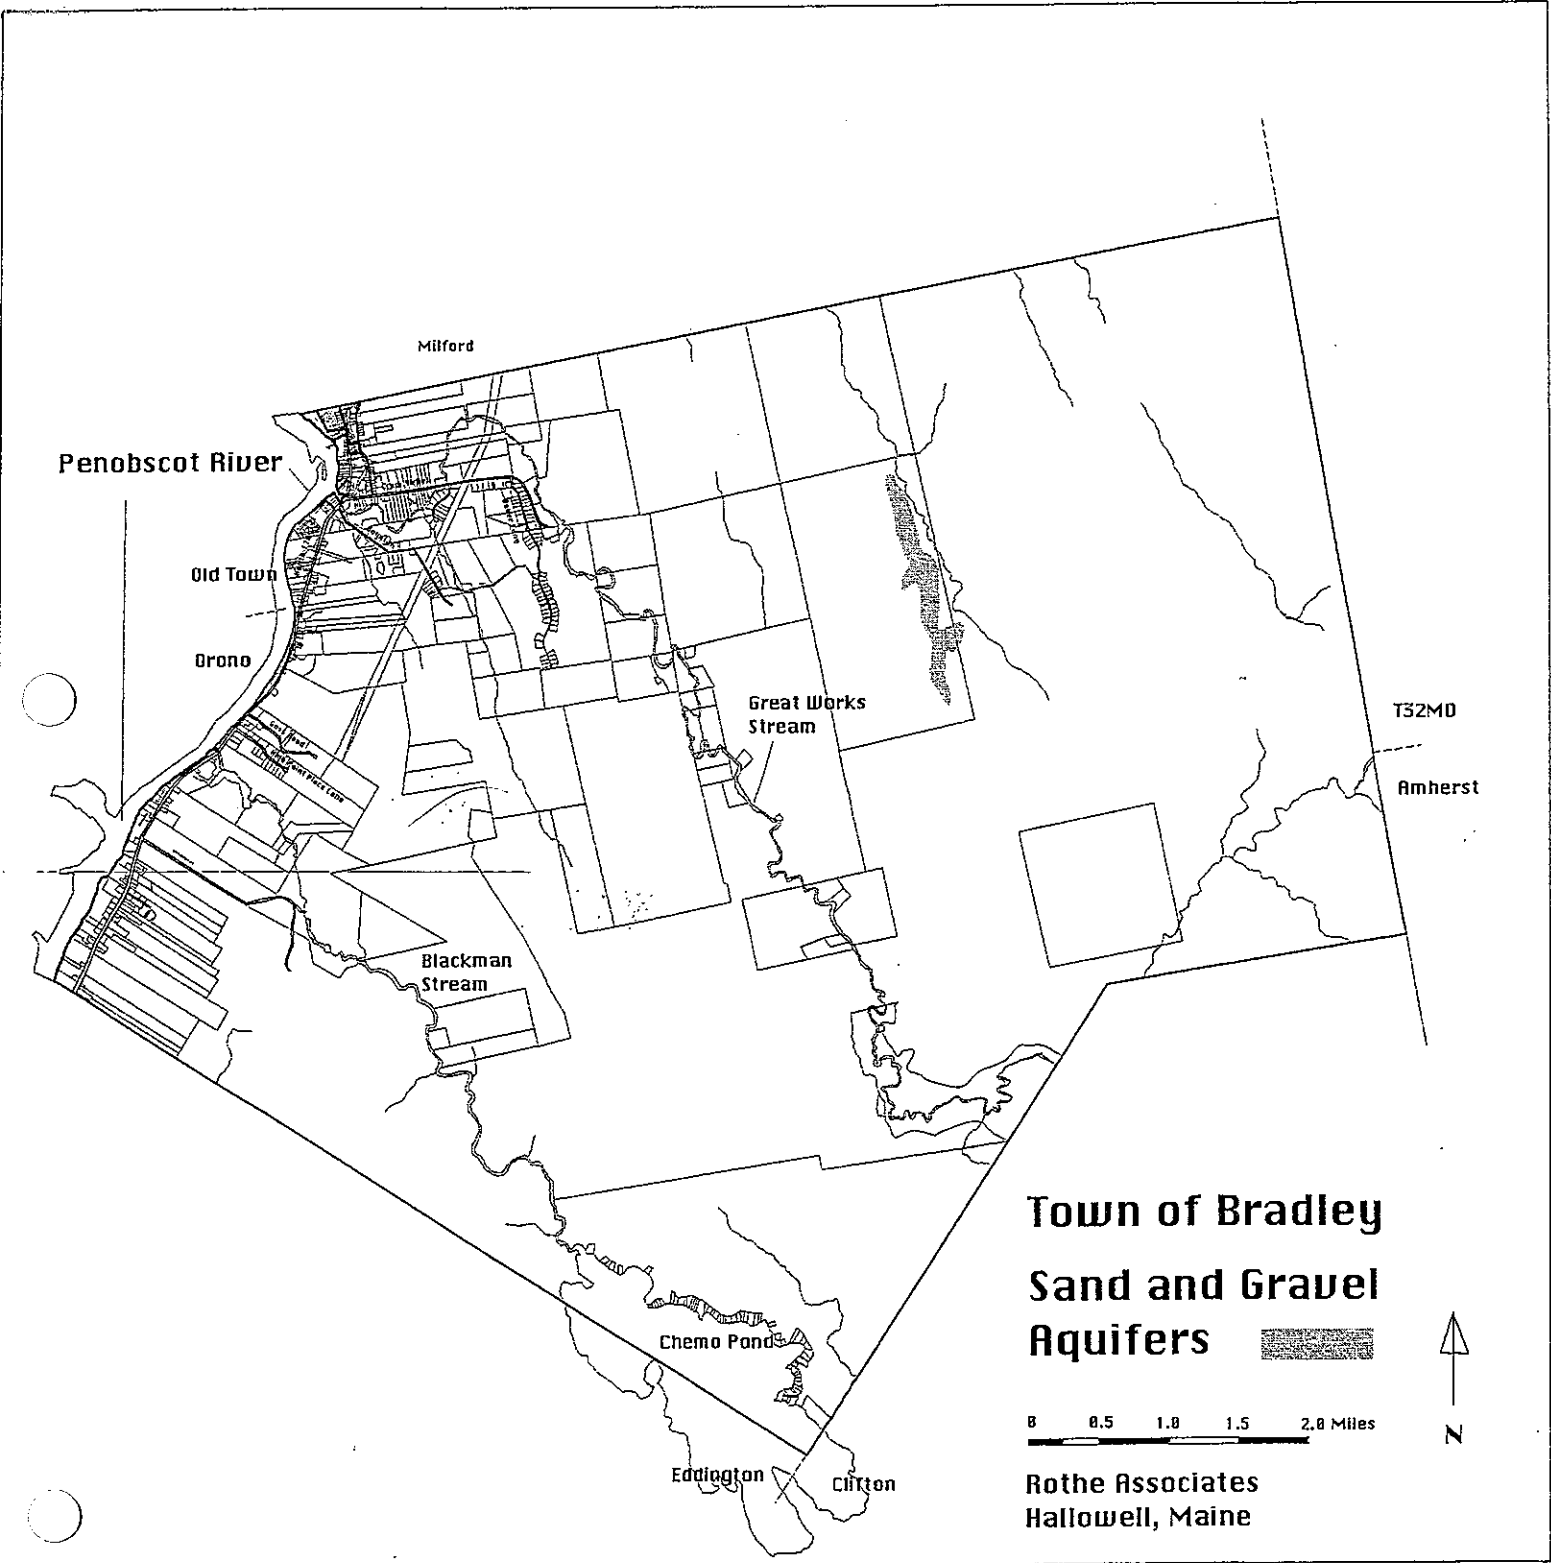 Milford
Penobscot River
Old Town
Orono
Great Works
Stream
T32MD
Amherst
Blackman
Stream
Town of Bradley
Sand and Gravel
Aquifers
Chemo Pond
0 0.5 1.0 1.5 2.0 Miles
N
Eddington
Clifton
Rothe Associates
Hallowell, Maine